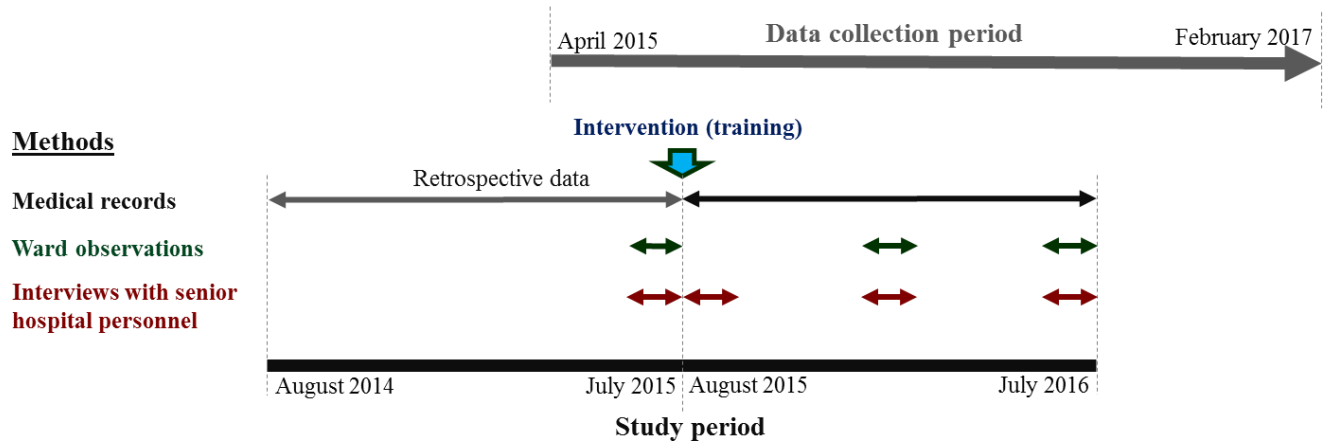 April 2015
Data collection period
February 2017
Intervention (training)
Methods
Retrospective data
Medical records
Ward observations
Interviews with senior
hospital personnel
August 2014
July 2015
August 2015
July 2016
Study period